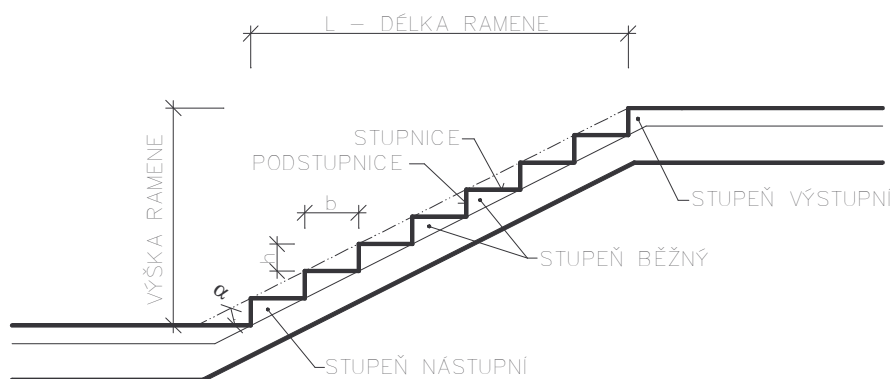 L – DÉLKA RAMENE
STUPNICE
PODSTUPNICE
VÝŠKA RAMENE
b
STUPEŇ VÝSTUPNÍ
h
STUPEŇ BĚŽNÝ
α
STUPEŇ NÁSTUPNÍ